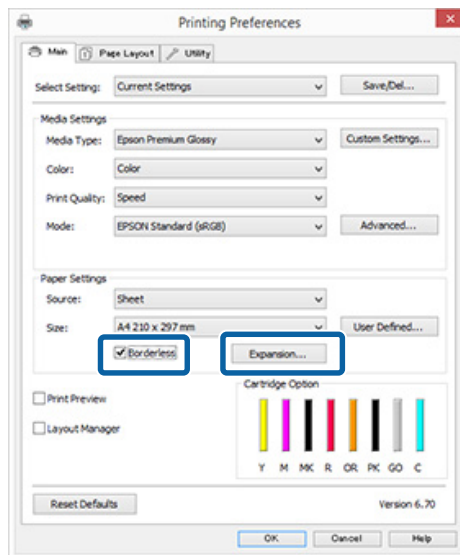 Printing Preferences
Main Page Layout Utility
Select Setting: Current Settings Save/Del...
Media Settings
Media Type: Epson Premium Glossy Custom Settings...
Color: Color
Print Quality: Speed
Mode: EPSON Standard (sRGB) Advanced...
Paper Settings
Source: Sheet
Size: A4 210 x 297 mm User Defined...
Borderless Expansion...
Cartridge Option
Print Preview
Layout Manager
Y M MK R OR PK GO C
Reset Defaults Version 6.70
OK Cancel Help